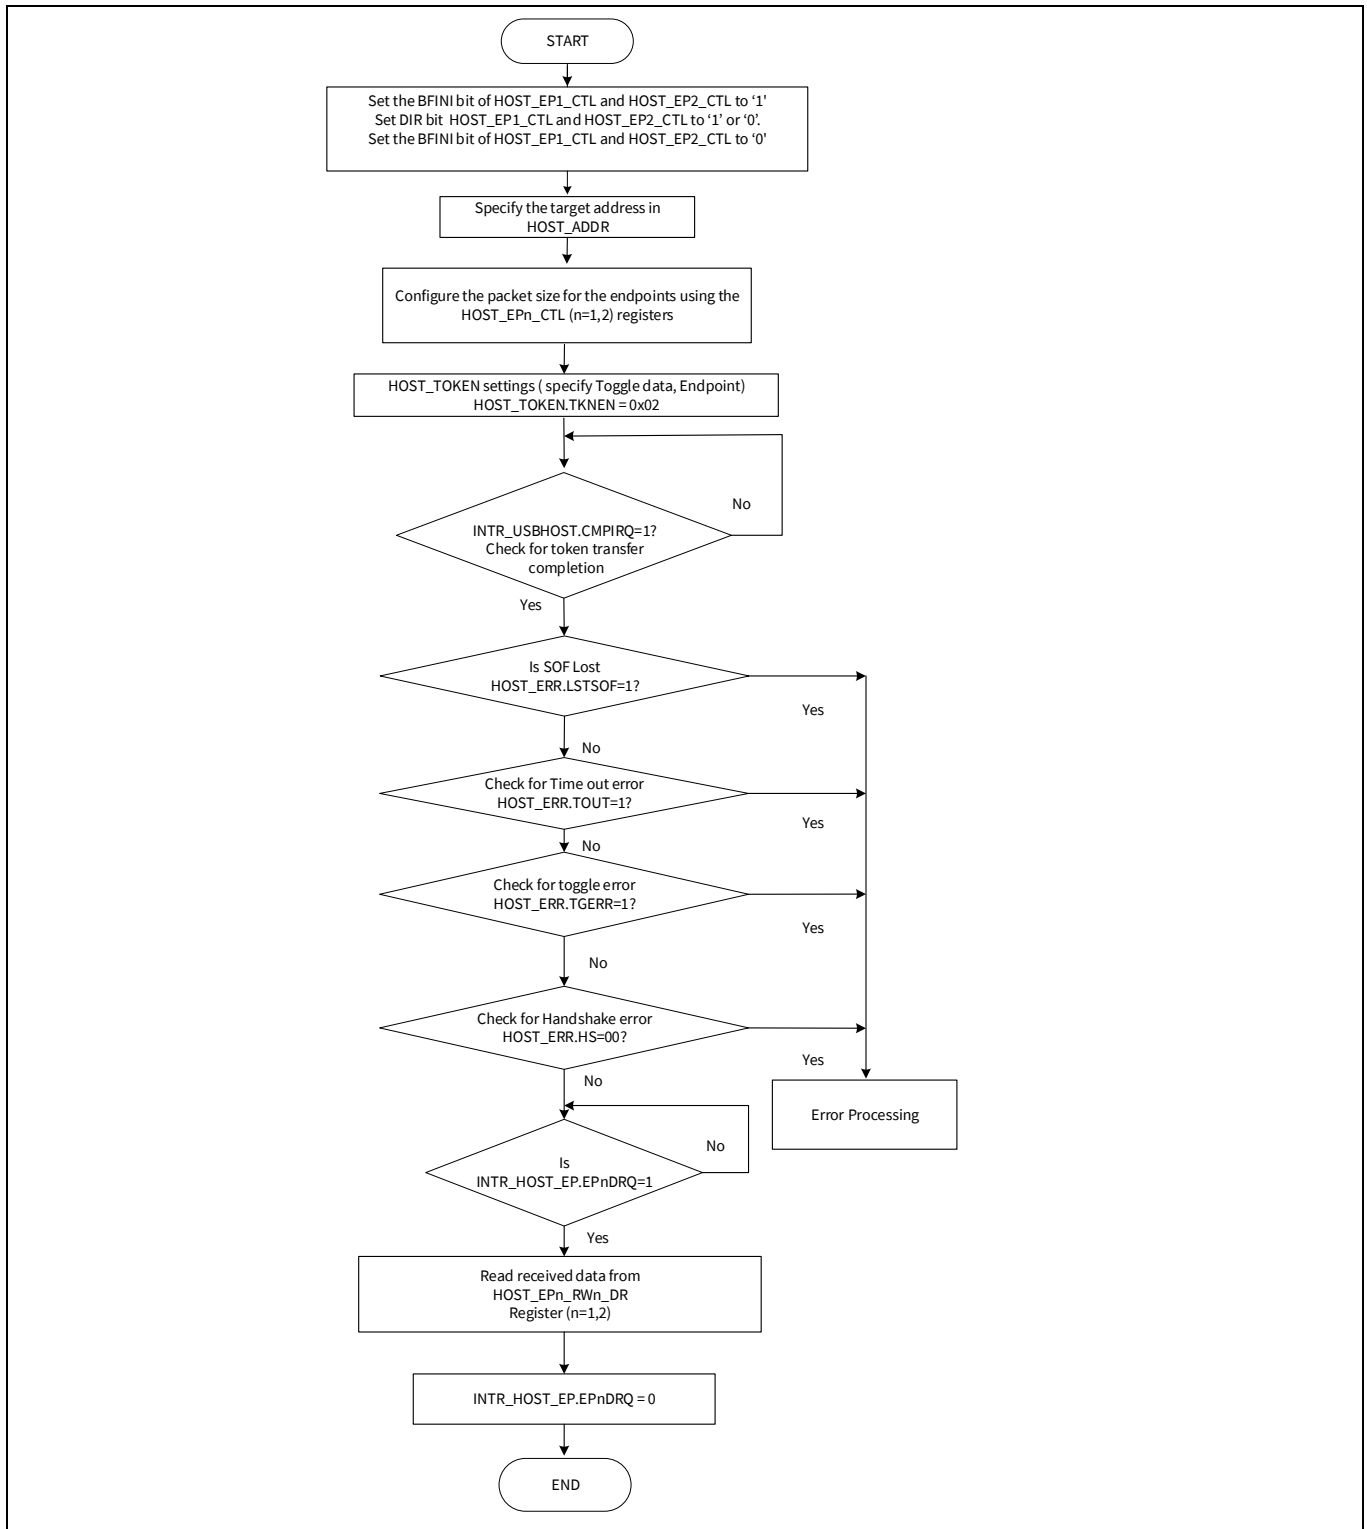 START
Set the BFINI bit of HOST_EP1_CTL and HOST_EP2_CTL to ‘1'
Set DIR bit HOST_EP1_CTL and HOST_EP2_CTL to ‘1’ or ‘0’.
Set the BFINI bit of HOST_EP1_CTL and HOST_EP2_CTL to ‘0'
Specify the target address in
HOST_ADDR
Configure the packet size for the endpoints using the
HOST_EPn_CTL (n=1,2) registers
HOST_TOKEN settings ( specify Toggle data, Endpoint)
HOST_TOKEN.TKNEN = 0x02
No
INTR_USBHOST.CMPIRQ=1?
Check for token transfer
completion
Yes
Is SOF Lost
HOST_ERR.LSTSOF=1?
Yes
No
Check for Time out error
HOST_ERR.TOUT=1?
Yes
No
Check for toggle error
HOST_ERR.TGERR=1?
Yes
No
Check for Handshake error
HOST_ERR.HS=00?
Yes
No
Error Processing
No
Is
INTR_HOST_EP.EPnDRQ=1
Yes
Read received data from
HOST_EPn_RWn_DR
Register (n=1,2)
INTR_HOST_EP.EPnDRQ = 0
END